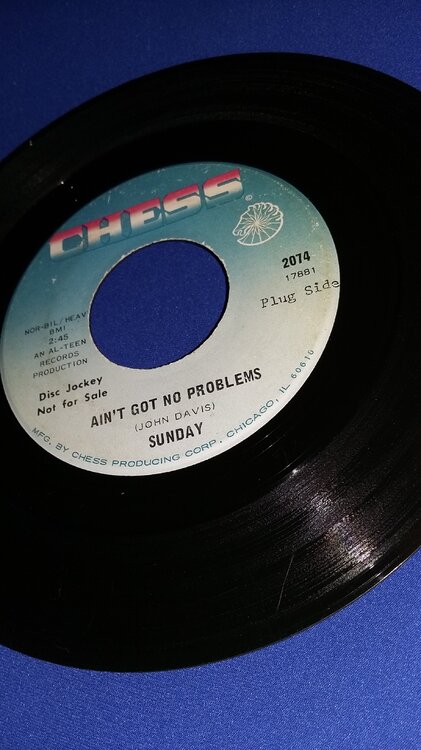 CHESS
©
2074
17881
Plug Side
NOR-BIL/HEAVY
BMI
2:45
AN AL-TEEN
RECORDS
PRODUCTION
Disc Jockey
Not for Sale
AIN'T GOT NO PROBLEMS
(JOHN DAVIS)
SUNDAY
MFG. BY CHESS PRODUCING CORP., CHICAGO, IL 60616